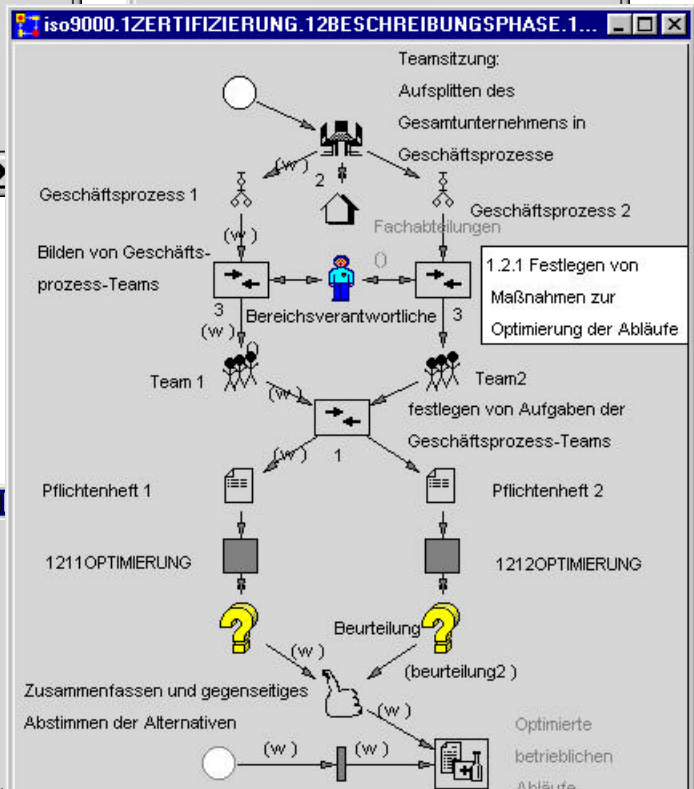 iso9000.1ZERTIFIZIERUNG.12BESCHREIBUNGSPHASE.1...
Teamsitzung:
Aufsplitten des
Gesamtunternehmens in
Geschäftsprozesse
(w)
2
Geschäftsprozess 1
Geschäftsprozess 2
Fachabteilungen
(w)
Bilden von Geschäfts-
prozess-Teams
()
1.2.1 Festlegen von
Maßnahmen zur
Optimierung der Abläufe
3
Bereichsverantwortliche
3
(w)
()
Team 1
Team2
(w)
festlegen von Aufgaben der
Geschäftsprozess-Teams
(w)
1
Pflichtenheft 1
Pflichtenheft 2
1211OPTIMIERUNG
1212OPTIMIERUNG
Beurteilung
(w)
(beurteilung2 )
Zusammenfassen und gegenseitiges
Abstimmen der Alternativen
(w)
(w)
(w)
Optimierte
betrieblichen
Abläufe